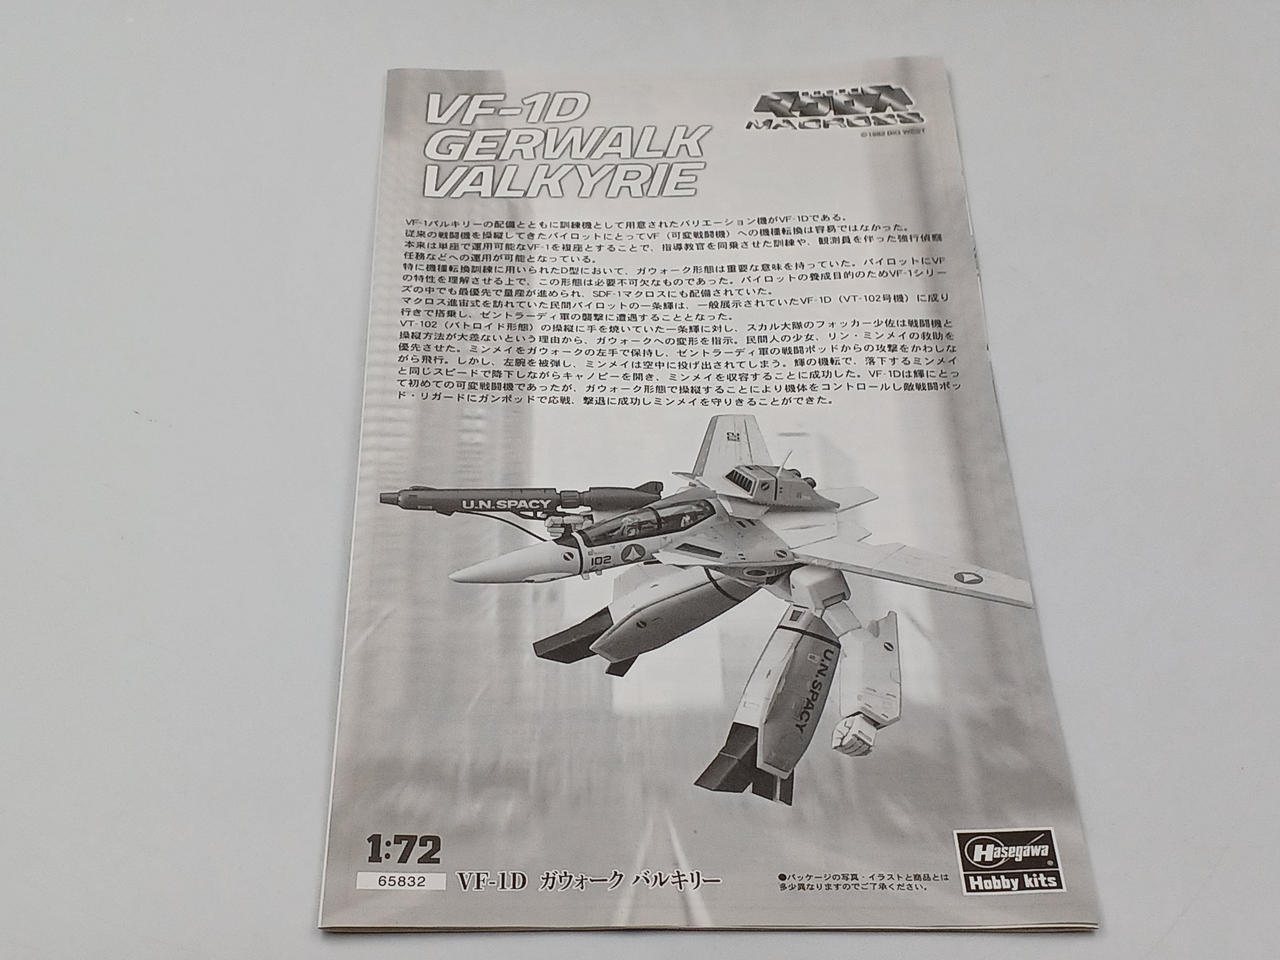 VF-1D
GERWALK
VALKYRIE
マクロス
MACROSS
©1982 BIG WEST
VF-1バルキリーの配備とともに訓練機として用意されたバリエーション機がVF-1Dである。
従来の戦闘機を操縦してきたパイロットにとってVF（可変戦闘機）への機種転換は容易ではなかった。
本来は単座で運用可能なVF-1を複座とすることで、指導教官を同乗させた訓練や、観測員を伴った強行偵察
任務などへの運用が可能となっている。
特に機種転換訓練に用いられたD型において、ガウォーク形態は重要な意味を持っていた。パイロットにVF
の特性を理解させる上で、この形態は必要不可欠なものであった。パイロットの養成目的のためVF-1シリー
ズの中でも最優先で量産が進められ、SDF-1マクロスにも配備されていた。
マクロス進宙式を訪れていた民間パイロットの一条輝は、一般展示されていたVF-1D（VT-102号機）に成り
行きで搭乗し、ゼントラーディ軍の襲撃に遭遇することとなった。
VT-102（バトロイド形態）の操縦に手を焼いていた一条輝に対し、スカル大隊のフォッカー少佐は戦闘機と
操縦方法が大差ないという理由から、ガウォークへの変形を指示。民間人の少女、リン・ミンメイの救助を
優先させた。ミンメイをガウォークの左手で保持し、ゼントラーディ軍の戦闘ポッドからの攻撃をかわしな
がら飛行。しかし、左腕を被弾し、ミンメイは空中に投げ出されてしまう。輝の機転で、落下するミンメイ
と同じスピードで降下しながらキャノピーを開き、ミンメイを収容することに成功した。VF-1Dは輝にとっ
て初めての可変戦闘機であったが、ガウォーク形態で操縦することにより機体をコントロールし敵戦闘ポッ
ド・リガードにガンポッドで応戦、撃退に成功しミンメイを守りきることができた。
102
U.N.SPACY
102
U.N.SPACY
1:72
65832
VF-1D ガウォーク バルキリー
●パッケージの写真・イラストと商品とは
多少異なりますのでご了承ください。
Hasegawa
Hobby kits